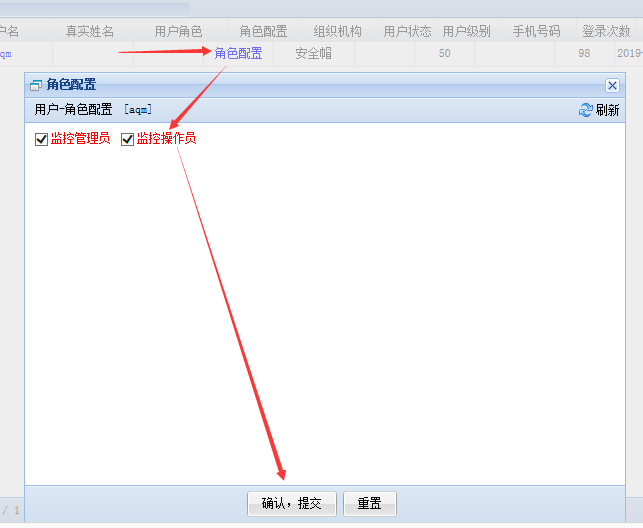 户名 真实姓名 用户角色 角色配置 组织机构 用户状态 用户级别 手机号码 登录次数
aqm 角色配置 安全帽 50 98 2019-
角色配置
用户-角色配置 [aqm] 刷新
监控管理员 监控操作员
/ 1
确认，提交 重置